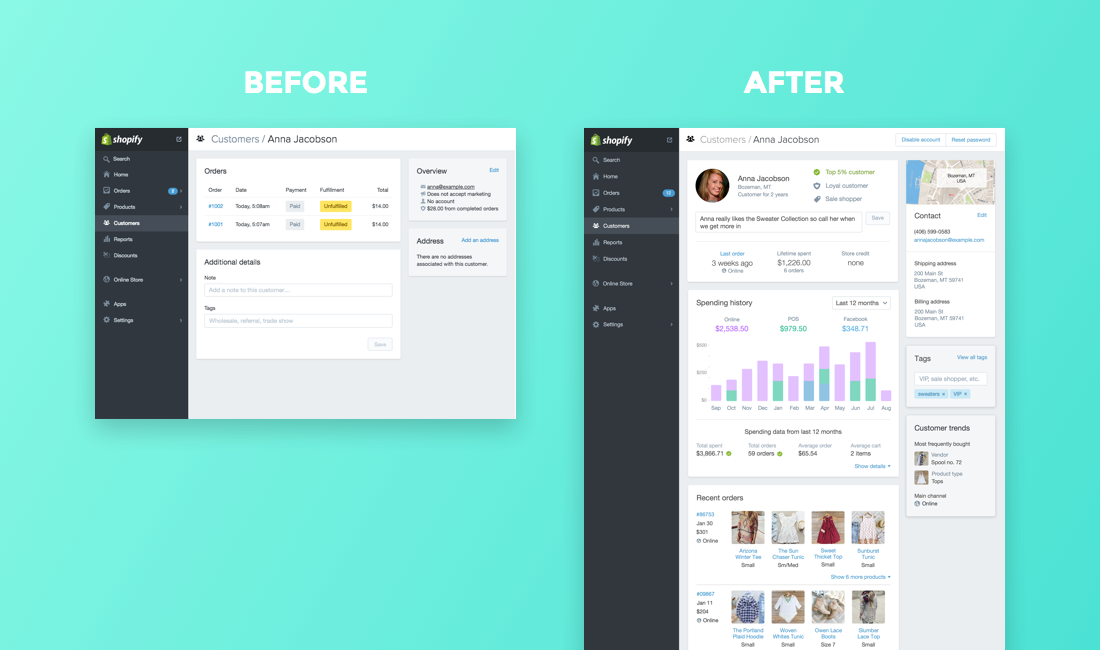 BEFORE
AFTER
shopify
Customers / Anna Jacobson
Search
Home
Orders
Products
Customers
Reports
Discounts
Online Store
Apps
Settings
Orders
Order Date Payment Fulfillment Total
#1002 Today, 5:08am Paid Unfulfilled $14.00
#1001 Today, 5:07am Paid Unfulfilled $14.00
Additional details
Note
Add a note to this customer...
Tags
Wholesale, referral, trade show
Save
Overview Edit
anna@example.com
Does not accept marketing
No account
$28.00 from completed orders
Address Add an address
There are no addresses
associated with this customer.
shopify
Customers / Anna Jacobson
Disable account Reset password
Search
Home
Orders
Products
Customers
Reports
Discounts
Online Store
Apps
Settings
Anna Jacobson
Bozeman, MT
Customer for 2 years
Top 5% customer
Loyal customer
Sale shopper
Anna really likes the Sweater Collection so call her when
we get more in
Save
Last order Lifetime spent Store credit
3 weeks ago $1,226.00 none
Online 6 orders
Spending history Last 12 months
Online POS Facebook
$2,538.50 $979.50 $348.71
$0
Sep Oct Nov Dec Jan Feb Mar Apr May Jun Jul Aug
Spending data from last 12 months
Total spent Total orders Average order Average cart
$3,866.71 59 orders $65.54 2 items
Show details
Recent orders
#86753
Jan 30
$301
Online
Arizona
Winter Tee
Small
The Sun
Chaser Tunic
Sm/Med
Sweet
Thicket Top
Small
Sunburst
Tunic
Small
Show 6 more products
#09867
Jan 11
$204
Online
The Portland
Plaid Hoodie
Small
Woven
Whites Tunic
Small
Owen Lace
Boots
Size 7
Slumber
Lace Top
Small
Bozeman, MT
USA
Contact Edit
(406) 599-0583
annajacobson@example.com
Shipping address
200 Main St
Bozeman, MT 59741
USA
Billing address
200 Main St
Bozeman, MT 59741
USA
Tags View all tags
VIP, sale shopper, etc.
sweaters × VIP ×
Customer trends
Most frequently bought
Vendor
Spool no. 72
Product type
Tops
Main channel
Online